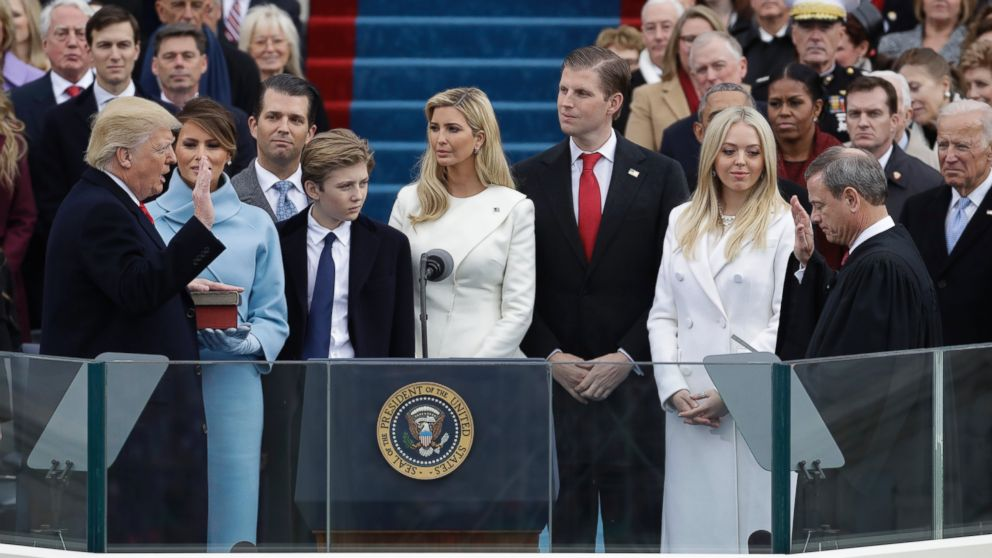 SEAL OF THE PRESIDENT OF THE UNITED STATES